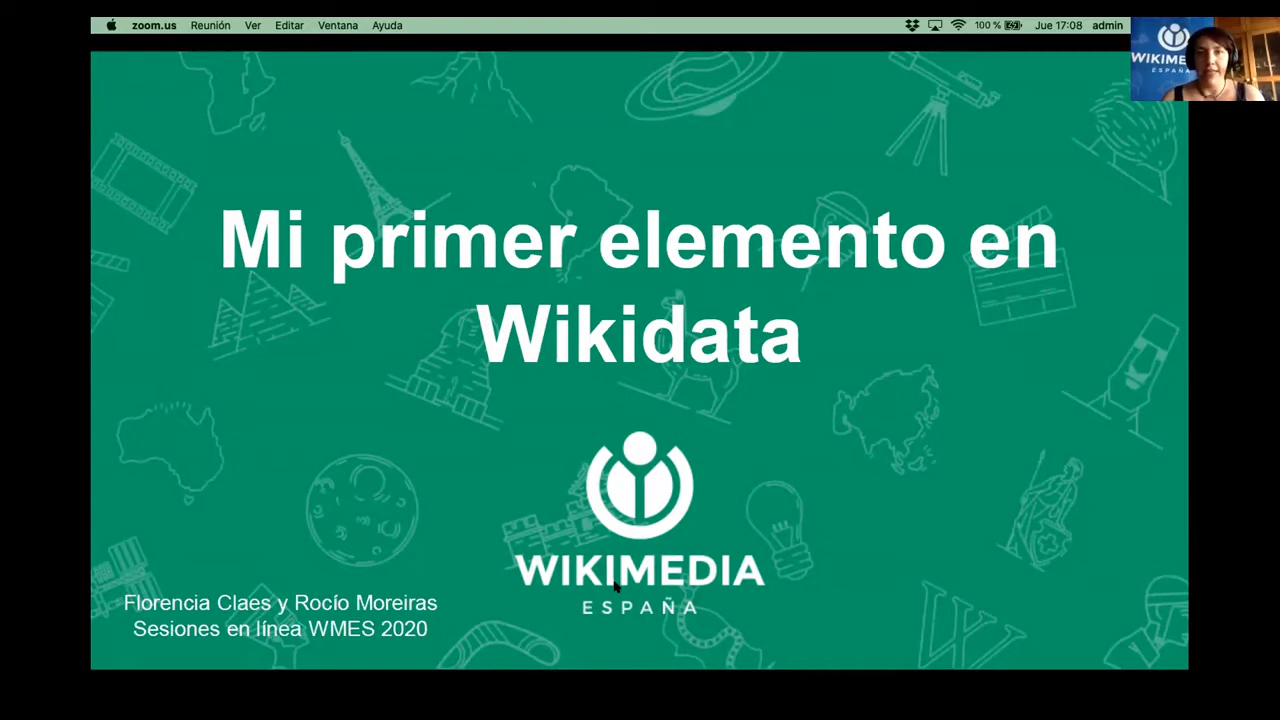 zoom.us Reunión Ver Editar Ventana Ayuda 100 % Jue 17:08 admin
WIKIMEDIA
ESPAÑA
Mi primer elemento en
Wikidata
WIKIMEDIA
ESPAÑA
Florencia Claes y Rocío Moreiras
Sesiones en línea WMES 2020